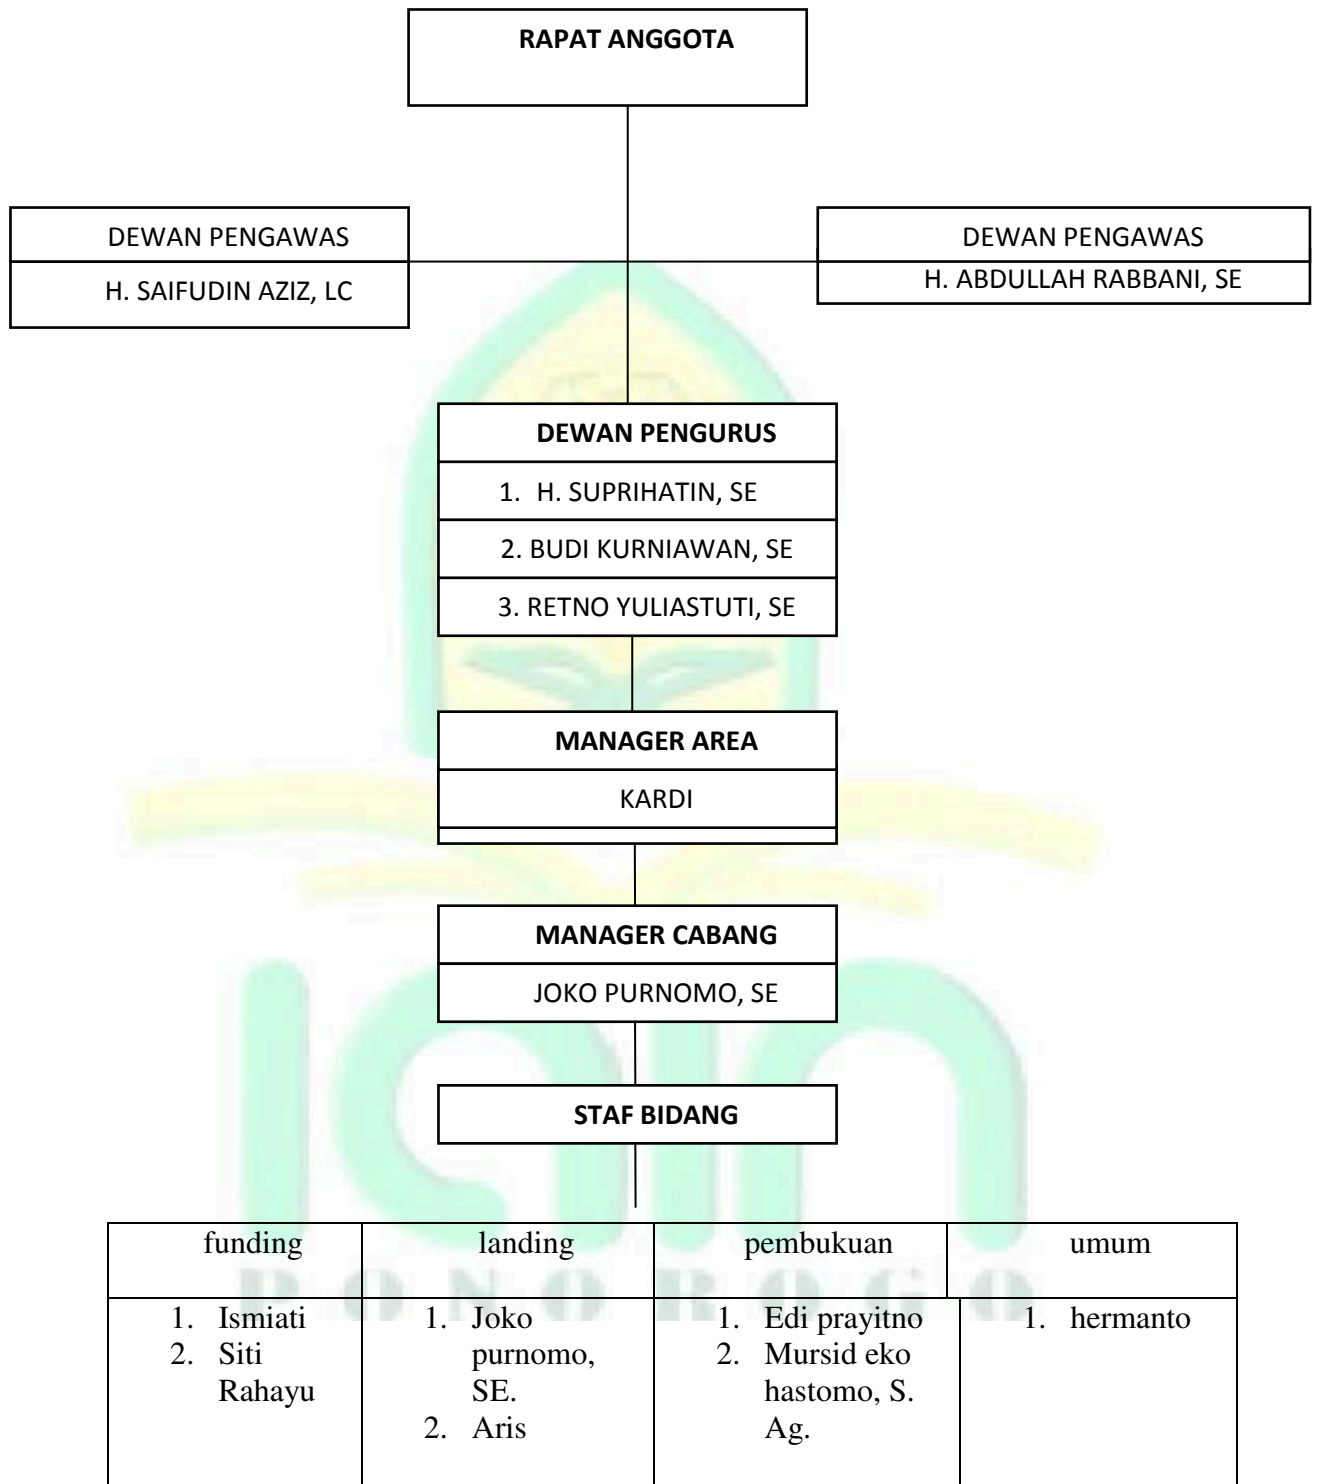 RAPAT ANGGOTA
DEWAN PENGAWAS
H. SAIFUDIN AZIZ, LC
DEWAN PENGAWAS
H. ABDULLAH RABBANI, SE
DEWAN PENGURUS
1. H. SUPRIHATIN, SE
2. BUDI KURNIAWAN, SE
3. RETNO YULIASTUTI, SE
MANAGER AREA
KARDI
MANAGER CABANG
JOKO PURNOMO, SE
STAF BIDANG
iain
PONOROGO
funding
landing
pembukuan
umum
1. Ismiati
2. Siti
Rahayu
1. Joko
purnomo,
SE.
2. Aris
1. Edi prayitno
2. Mursid eko
hastomo, S.
Ag.
1. hermanto